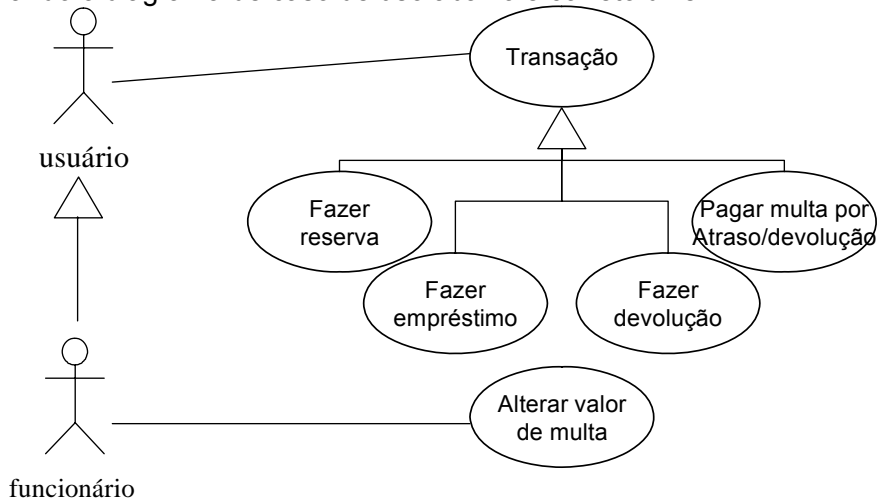 Transação
usuário
Fazer
reserva
Pagar multa por
Atraso/devolução
Fazer
empréstimo
Fazer
devolução
Alterar valor
de multa
funcionário